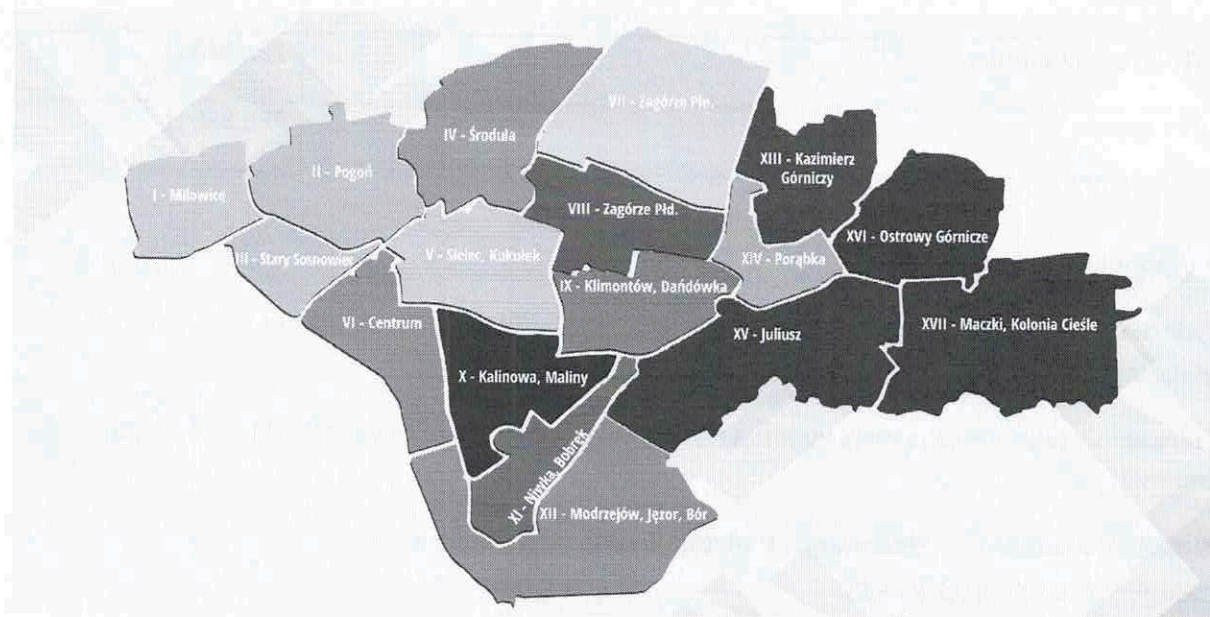 I - Milowice
II - Pogoń
III - Stary Sosnowiec
IV - Środula
V - Sielec, Kukułek
VI - Centrum
VII - Zagórze Płn.
VIII - Zagórze Płd.
IX - Klimontów, Dańdówka
X - Kalinowa, Maliny
XI - Niwka, Bobrek
XII - Modrzejów, Jęzor, Bór
XIII - Kazimierz
Górniczy
XIV - Porąbka
XV - Juliusz
XVI - Ostrowy Górnicze
XVII - Maczki, Kolonia Cieśle